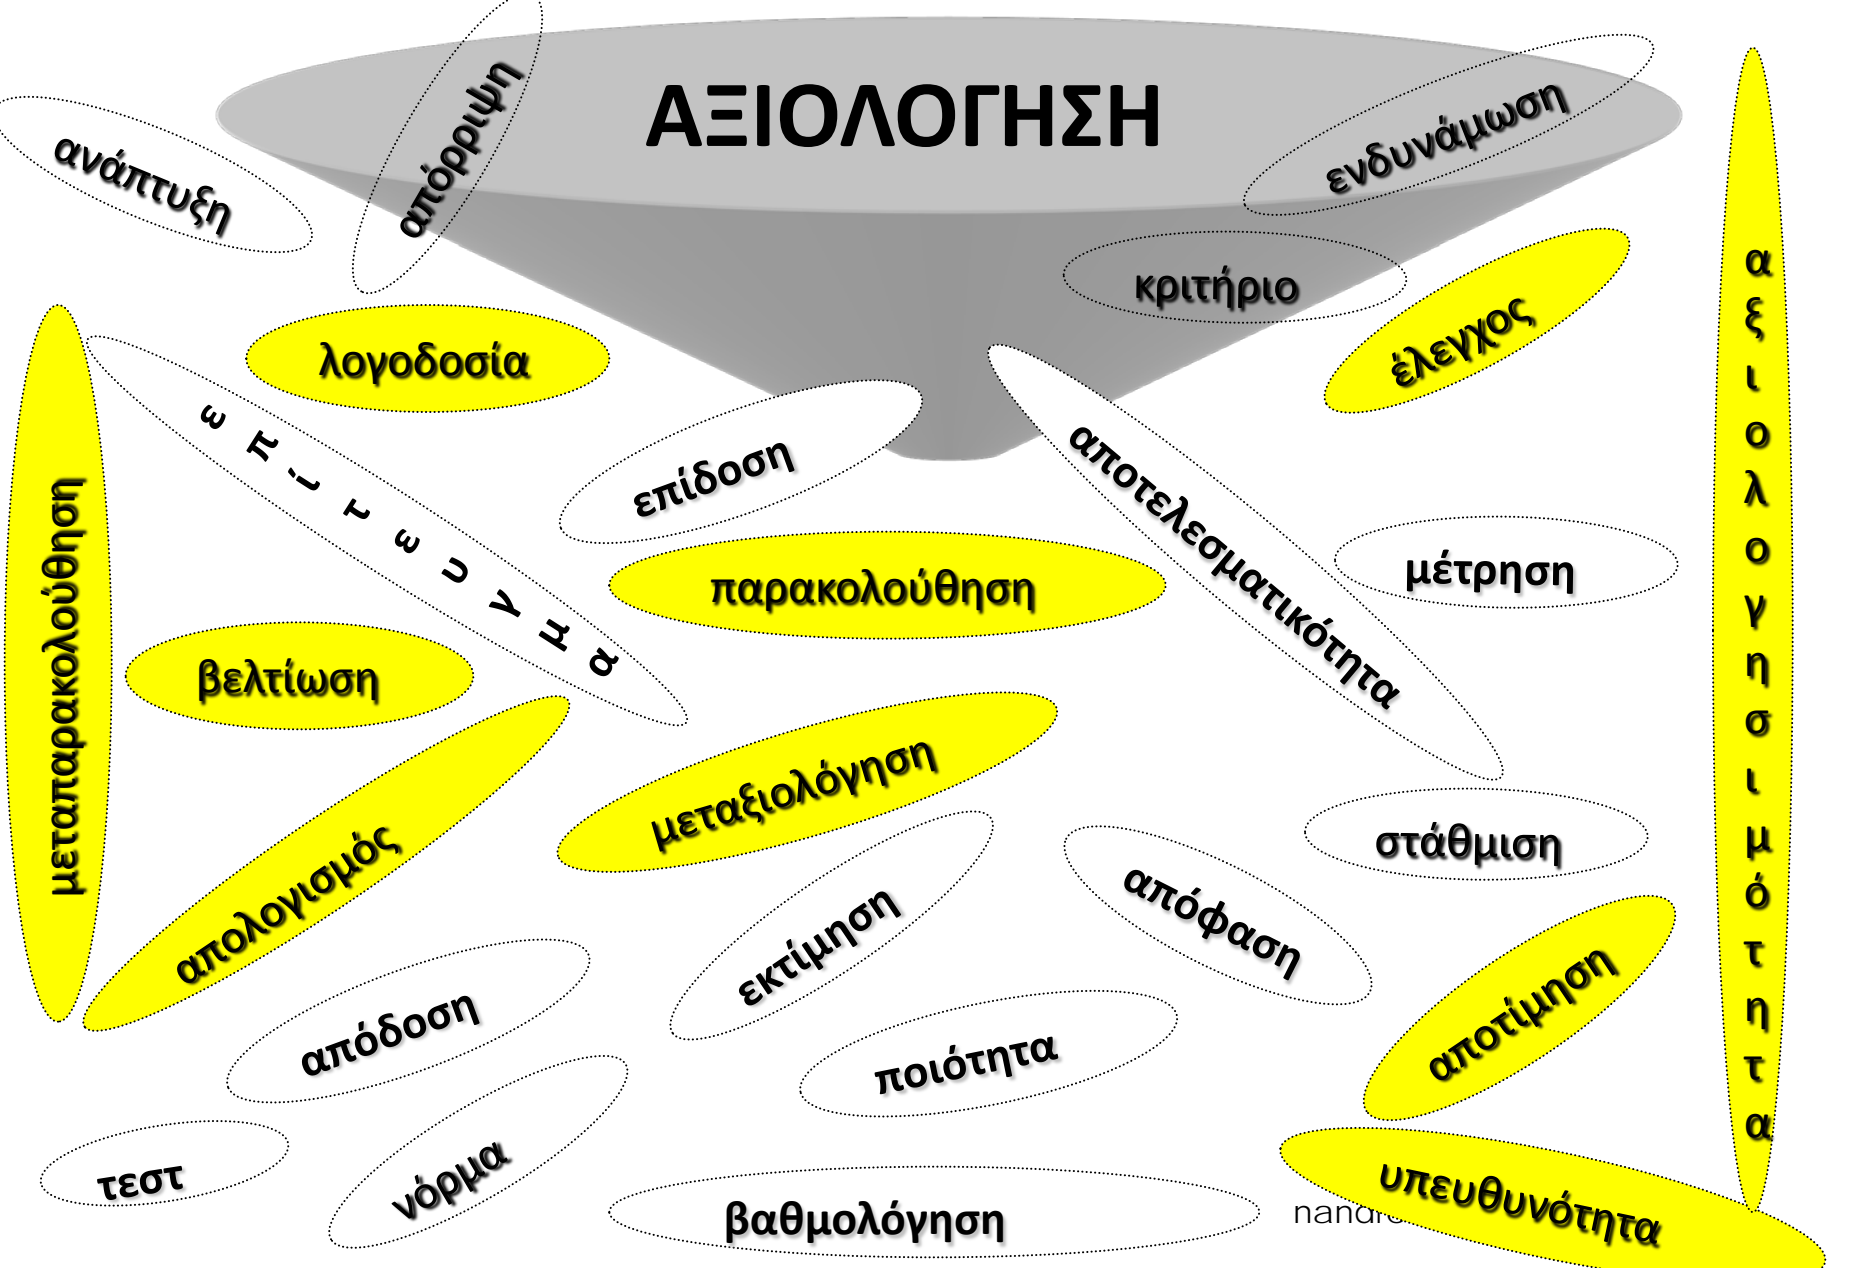 ΑΞΙΟΛΟΓΗΣΗ
απόρριψη
ενδυνάμωση
ανάπτυξη
κριτήριο
έλεγχος
λογοδοσία
επίτευγμα
επίδοση
αποτελεσματικότητα
αξιολογησιμότητα
μεταπαρακολούθηση
παρακολούθηση
μέτρηση
βελτίωση
μεταξιολόγηση
απολογισμός
στάθμιση
εκτίμηση
απόφαση
αποτίμηση
απόδοση
ποιότητα
τεστ
νόρμα
βαθμολόγηση
υπευθυνότητα